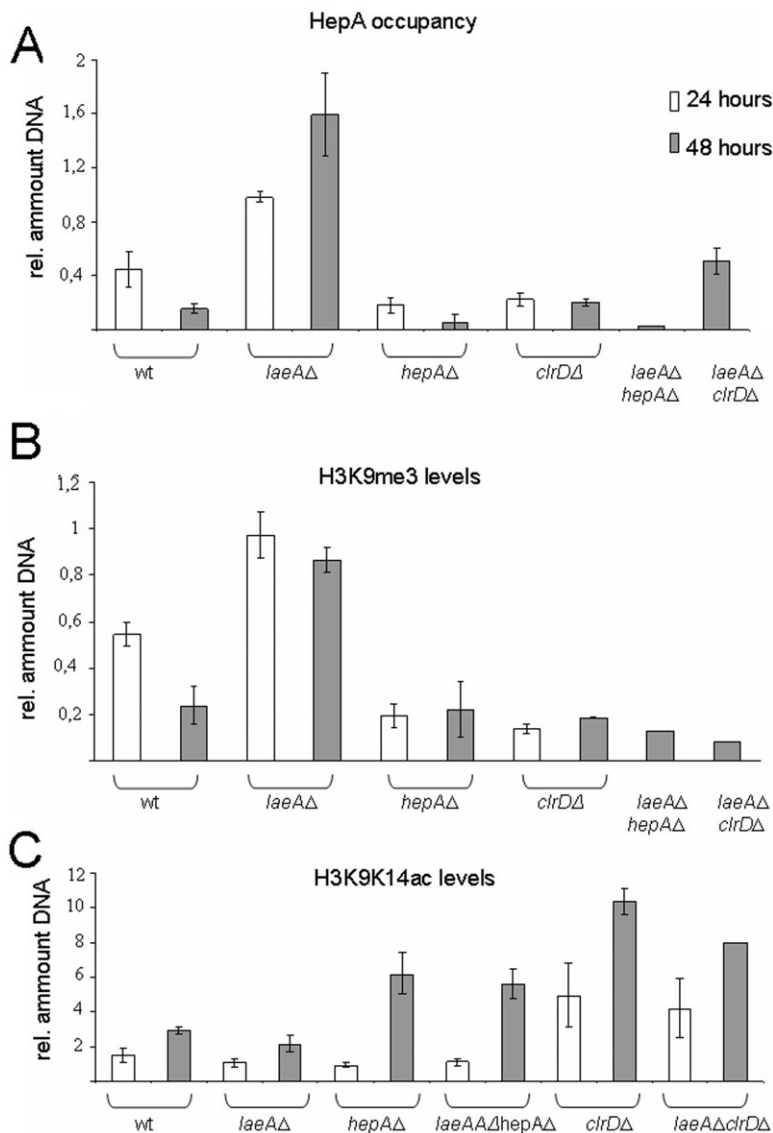 A
HepA occupancy
rel. ammount DNA
2
1,6
1,2
0,8
0,4
24 hours
48 hours
wt
laeAΔ
hepAΔ
clrDΔ
laeAΔ
hepAΔ
laeAΔ
clrDΔ
B
H3K9me3 levels
rel. ammount DNA
1,2
1
0,8
0,6
0,4
0,2
wt
laeAΔ
hepAΔ
clrDΔ
laeAΔ
hepAΔ
laeAΔ
clrDΔ
C
H3K9K14ac levels
rel. ammount DNA
12
10
8
6
4
2
wt
laeAΔ
hepAΔ
laeAAΔhepAΔ
clrDΔ
laeAΔclrDΔ